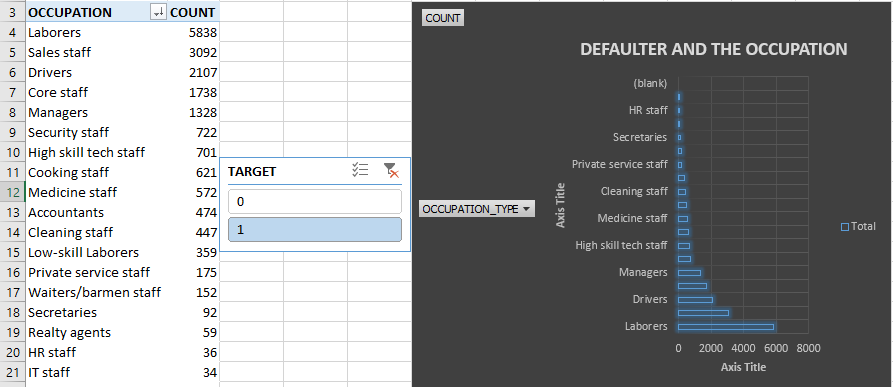 3 OCCUPATION COUNT
4 Laborers 5838
5 Sales staff 3092
6 Drivers 2107
7 Core staff 1738
8 Managers 1328
9 Security staff 722
10 High skill tech staff 701
11 Cooking staff 621
12 Medicine staff 572
13 Accountants 474
14 Cleaning staff 447
15 Low-skill Laborers 359
16 Private service staff 175
17 Waiters/barmen staff 152
18 Secretaries 92
19 Realty agents 59
20 HR staff 36
21 IT staff 34
TARGET
0
1
COUNT
DEFAULTER AND THE OCCUPATION
(blank)
HR staff
Secretaries
Private service staff
Cleaning staff
Medicine staff
High skill tech staff
Managers
Drivers
Laborers
OCCUPATION_TYPE
Axis Title
0 2000 4000 6000 8000
Axis Title
Total